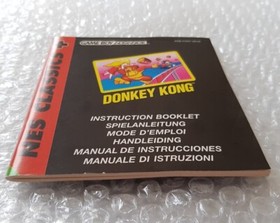 GAME BOY ADVANCE
NES CLASSICS
DONKEY KONG
INSTRUCTION BOOKLET
SPIELANLEITUNG
MODE D'EMPLOI
HANDLEIDING
MANUAL DE INSTRUCCIONES
MANUALE DI ISTRUZIONI